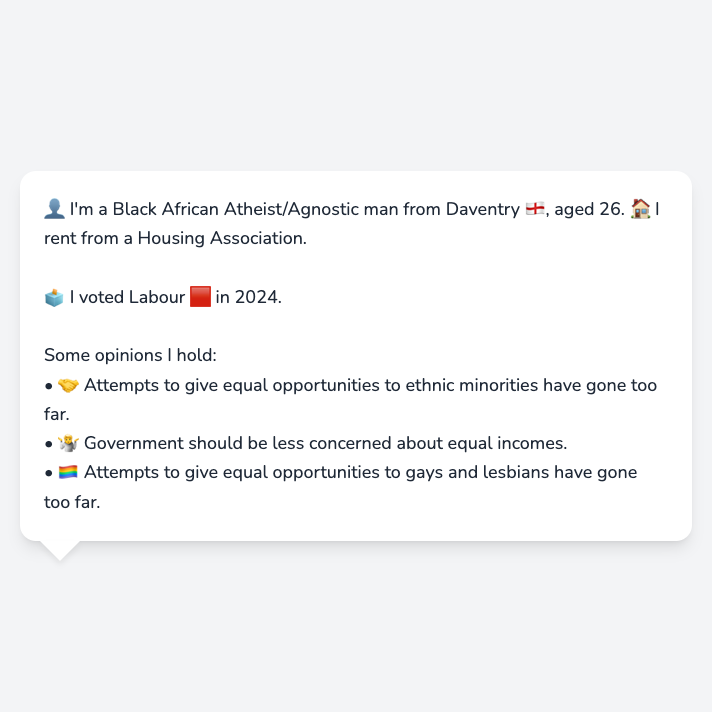 👤 I'm a Black African Atheist/Agnostic man from Daventry 🏴󠁧󠁢󠁥󠁮󠁧󠁿, aged 26. 🏠 I
rent from a Housing Association.
🗳️ I voted Labour 🟥 in 2024.
Some opinions I hold:
• 🤝 Attempts to give equal opportunities to ethnic minorities have gone too
far.
• 🤷 Government should be less concerned about equal incomes.
• 🏳️‍🌈 Attempts to give equal opportunities to gays and lesbians have gone
too far.